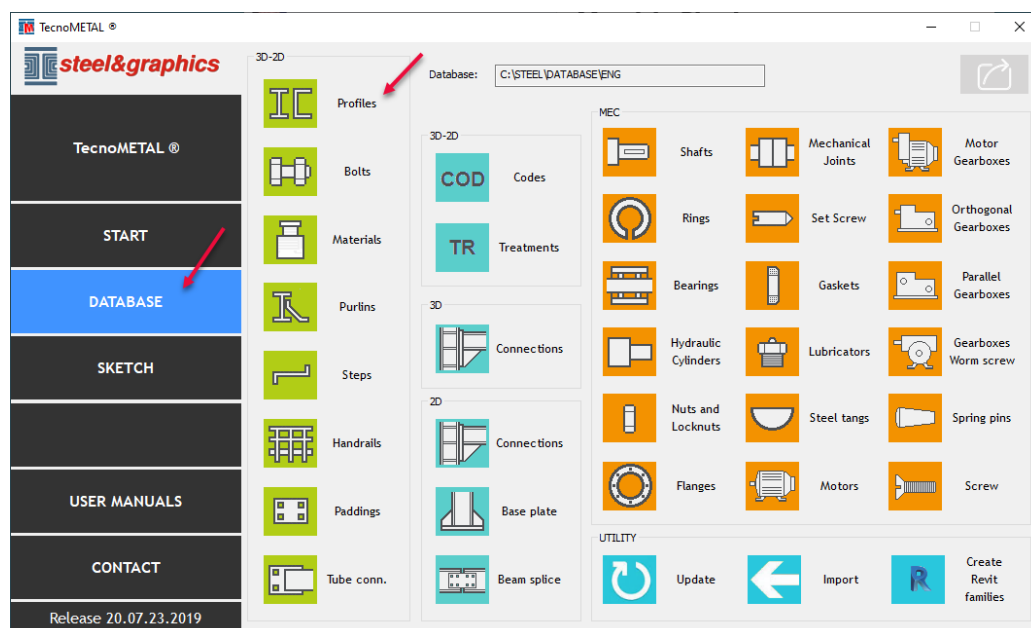 TecnoMETAL ®
steel&graphics
TecnoMETAL ®
START
DATABASE
SKETCH
USER MANUALS
CONTACT
Release 20.07.23.2019
3D-2D
Profiles
Bolts
Materials
Purlins
Steps
Handrails
Paddings
Tube conn.
Database:
C:\STEEL\DATABASE\ENG
3D-2D
COD
Codes
TR
Treatments
3D
Connections
2D
Connections
Base plate
Beam splice
MEC
Shafts
Mechanical
Joints
Motor
Gearboxes
Rings
Set Screw
Orthogonal
Gearboxes
Bearings
Gaskets
Parallel
Gearboxes
Hydraulic
Cylinders
Lubricators
Gearboxes
Worm screw
Nuts and
Locknuts
Steel tangs
Spring pins
Flanges
Motors
Screw
UTILITY
Update
Import
R
Create
Revit
families